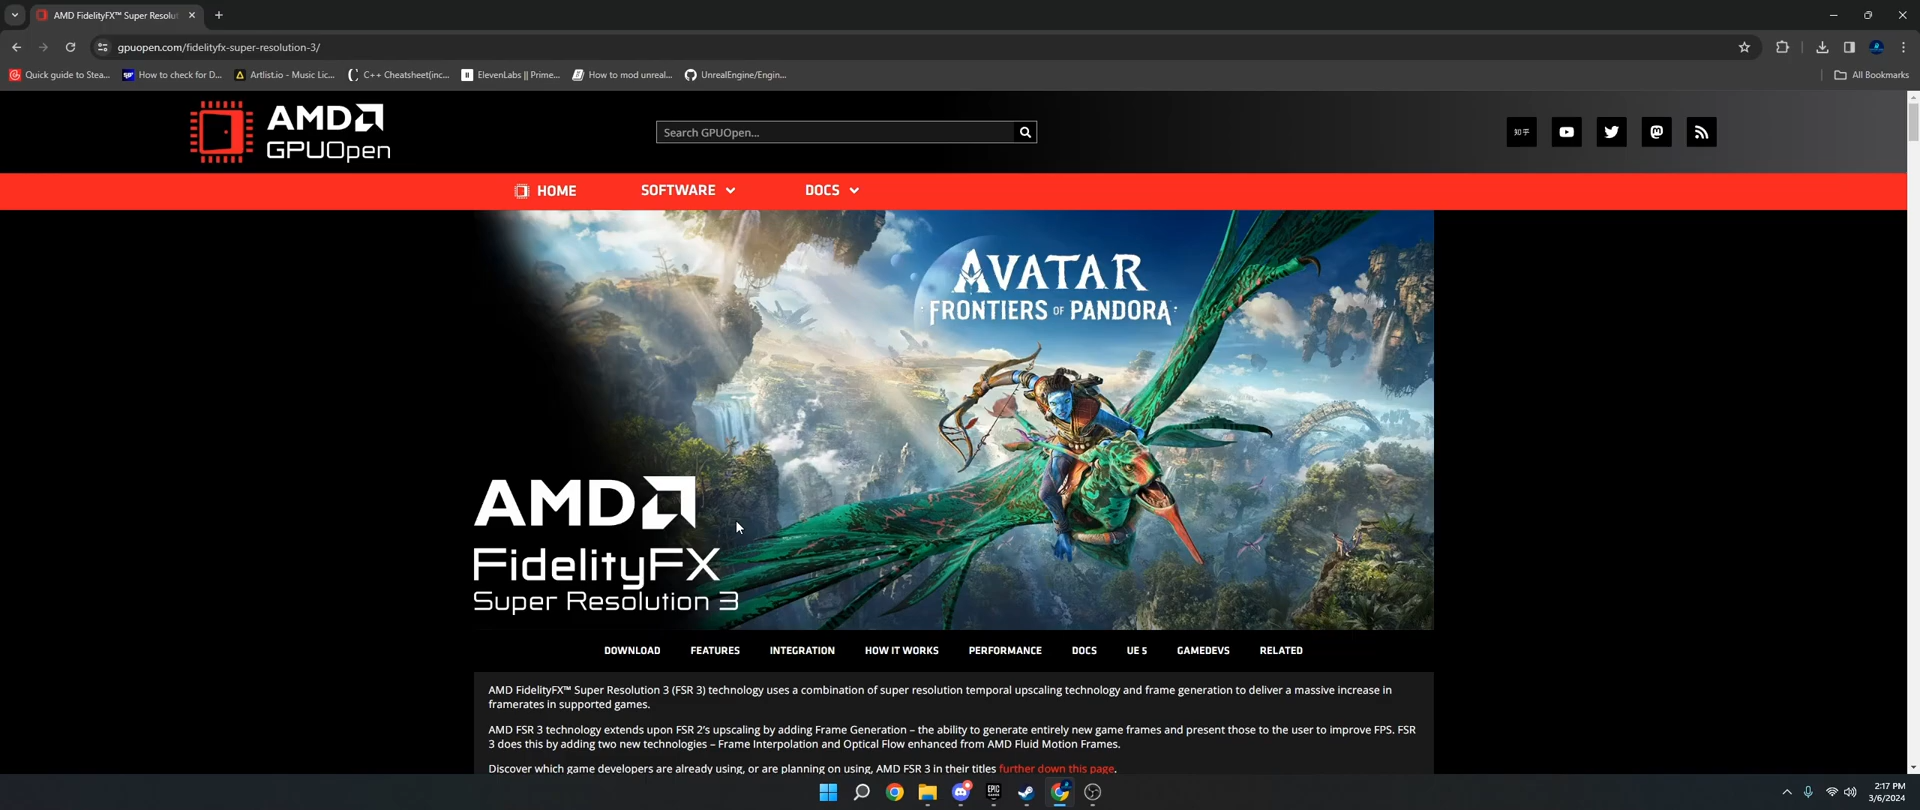 AMD FidelityFX™ Super Resolu
gpuopen.com/fidelityfx-super-resolution-3/
Quick guide to Stea...
How to check for D...
Artlist.io - Music Lic...
C++ Cheatsheet(inc...
ElevenLabs || Prime...
How to mod unreal...
UnrealEngine/Engin...
All Bookmarks
AMD
GPUOpen
Search GPUOpen...
知乎
HOME
SOFTWARE
DOCS
AVATAR
FRONTIERS OF PANDORA
AMD
FidelityFX
Super Resolution 3
DOWNLOAD
FEATURES
INTEGRATION
HOW IT WORKS
PERFORMANCE
DOCS
UE 5
GAMEDEVS
RELATED
AMD FidelityFX™ Super Resolution 3 (FSR 3) technology uses a combination of super resolution temporal upscaling technology and frame generation to deliver a massive increase in
framerates in supported games.
AMD FSR 3 technology extends upon FSR 2's upscaling by adding Frame Generation – the ability to generate entirely new game frames and present those to the user to improve FPS. FSR
3 does this by adding two new technologies – Frame Interpolation and Optical Flow enhanced from AMD Fluid Motion Frames.
Discover which game developers are already using, or are planning on using, AMD FSR 3 in their titles further down this page.
EPIC
2:17 PM
3/6/2024